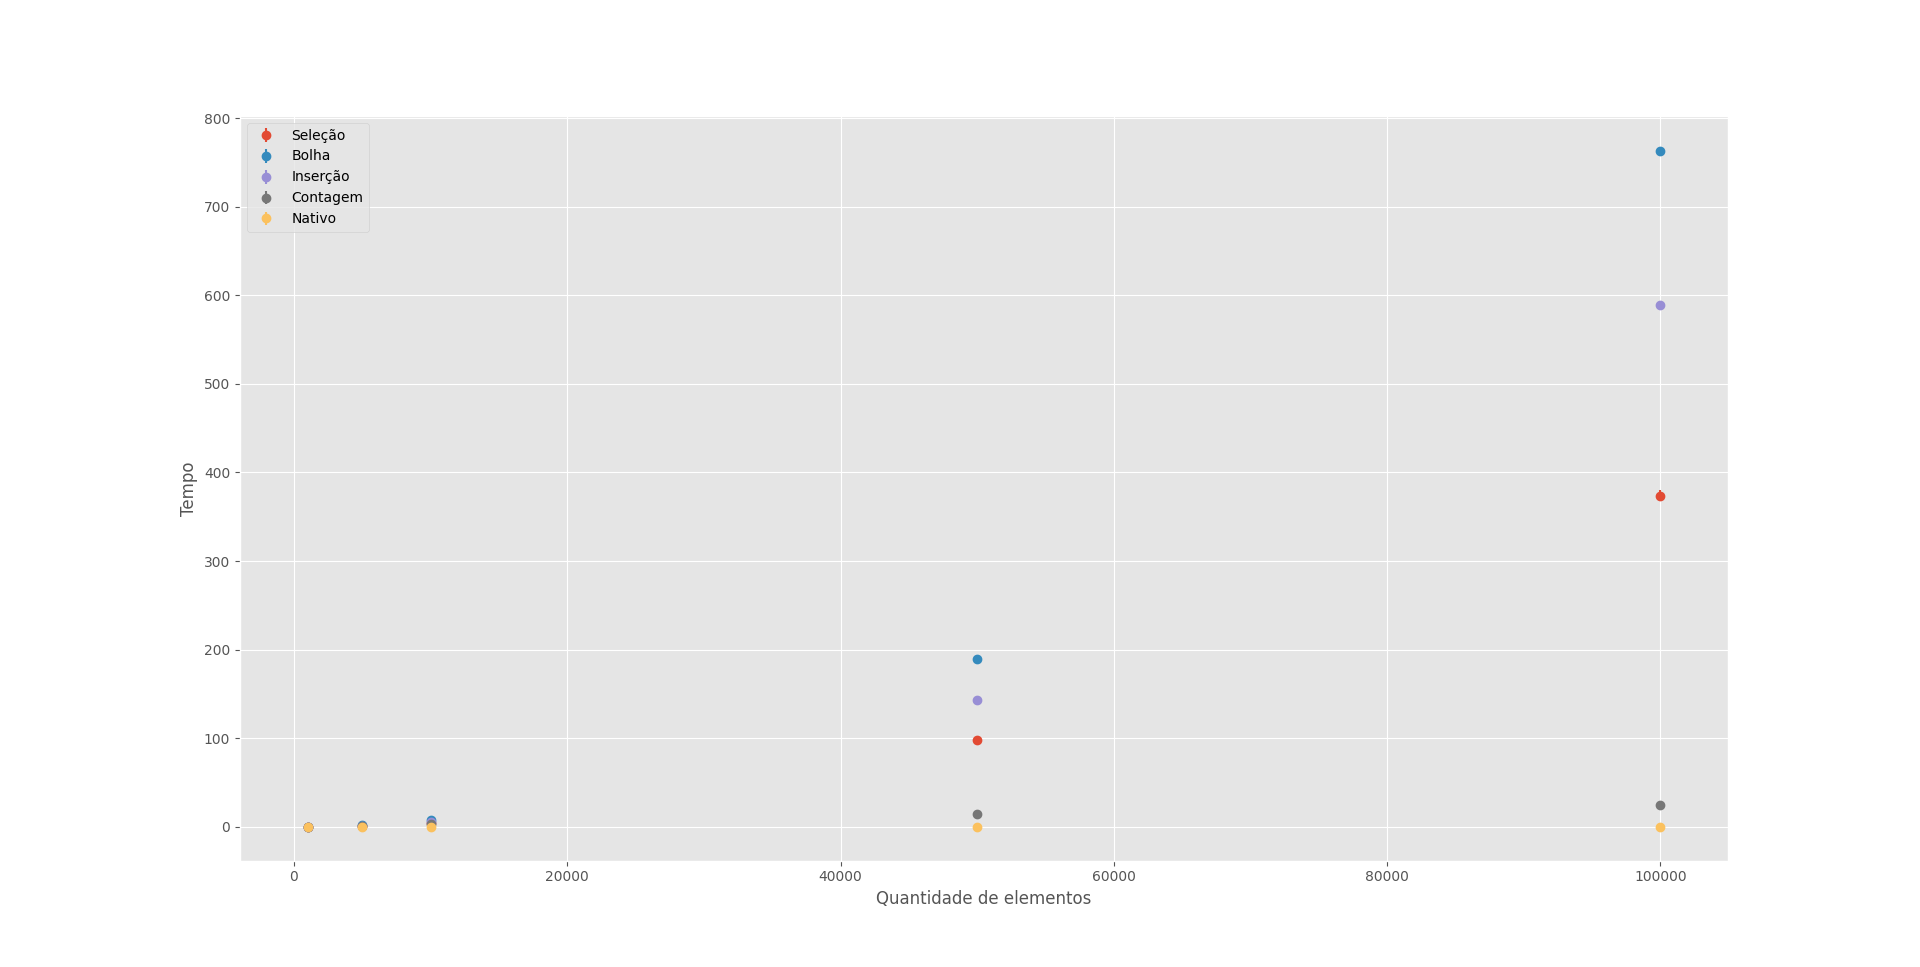 800
700
600
500
400
300
200
100
0
Tempo
Seleção
Bolha
Inserção
Contagem
Nativo
0 20000 40000 60000 80000 100000
Quantidade de elementos